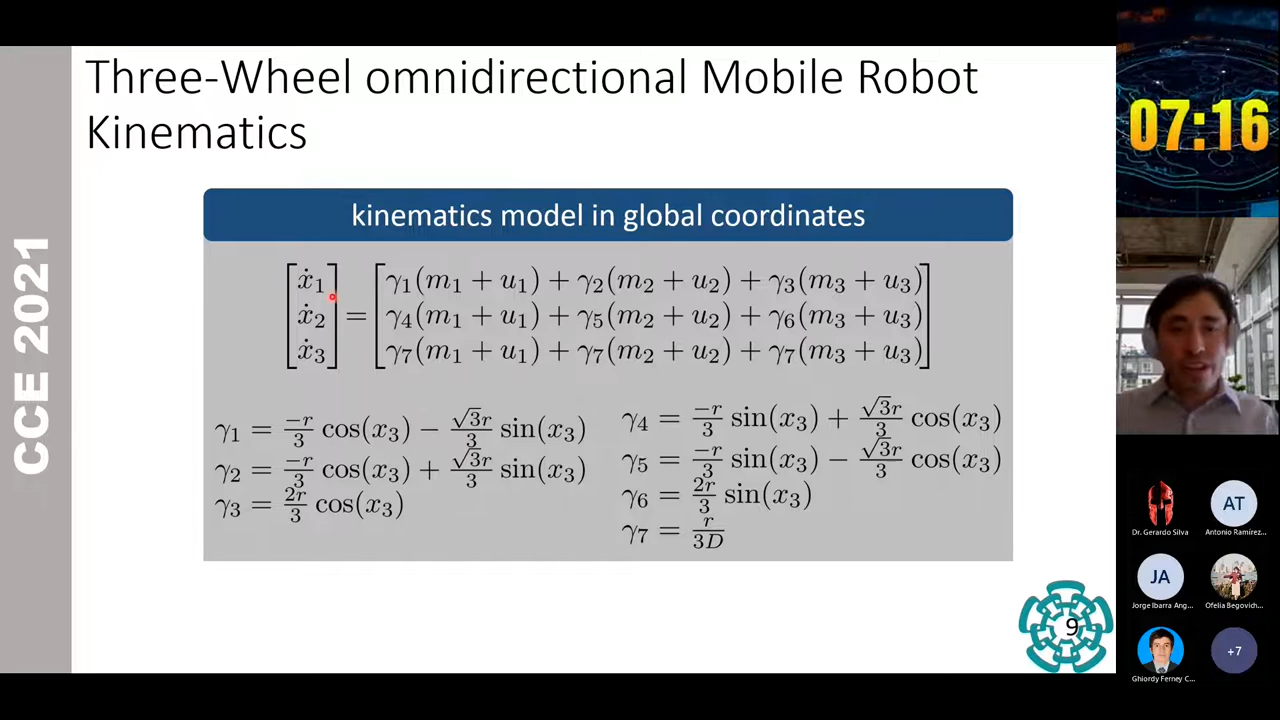 Three-Wheel omnidirectional Mobile Robot
Kinematics
CCE 2021
kinematics model in global coordinates
[ẋ₁ ẋ₂ ẋ₃] = [γ₁(m₁ + u₁) + γ₂(m₂ + u₂) + γ₃(m₃ + u₃)
γ₄(m₁ + u₁) + γ₅(m₂ + u₂) + γ₆(m₃ + u₃)
γ₇(m₁ + u₁) + γ₇(m₂ + u₂) + γ₇(m₃ + u₃)]
γ₁ = -r/3 cos(x₃) − √3r/3 sin(x₃)
γ₂ = -r/3 cos(x₃) + √3r/3 sin(x₃)
γ₃ = 2r/3 cos(x₃)
γ₄ = -r/3 sin(x₃) + √3r/3 cos(x₃)
γ₅ = -r/3 sin(x₃) − √3r/3 cos(x₃)
γ₆ = 2r/3 sin(x₃)
γ₇ = r/3D
9
07:16
Dr. Gerardo Silva
AT
Antonio Ramírez...
JA
Jorge Ibarra Ang...
Ofelia Begovich...
Ghiordy Ferney C...
+7